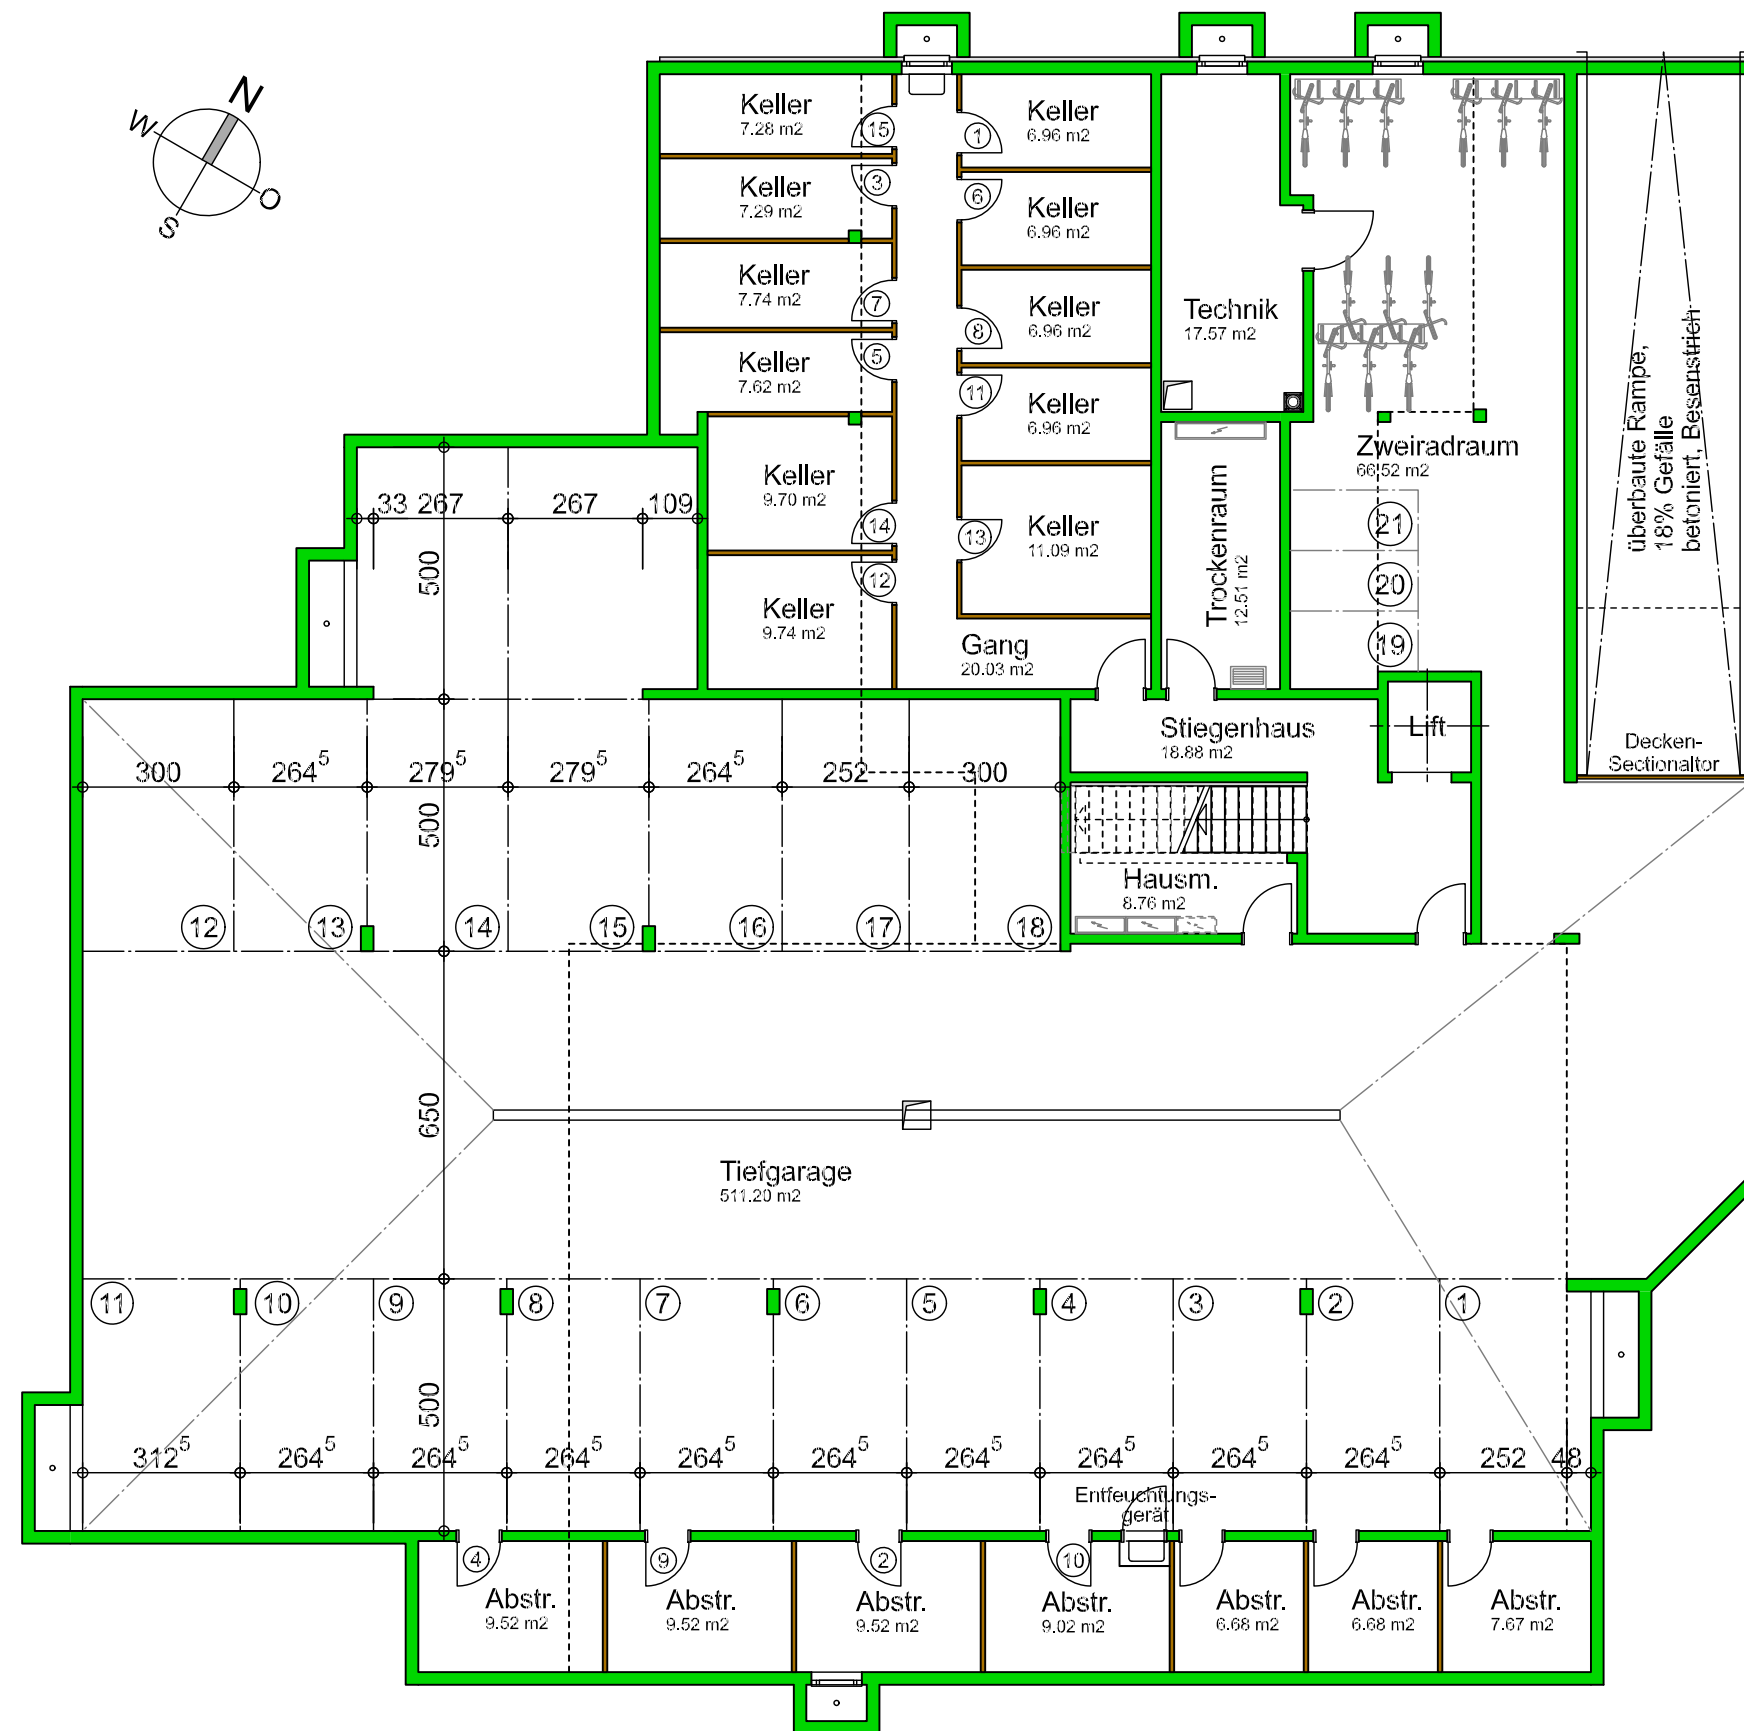 N
W
O
S
Keller
7.28 m2
15
Keller
7.29 m2
3
Keller
7.74 m2
7
Keller
7.62 m2
5
Keller
9.70 m2
14
Keller
9.74 m2
12
1
Keller
6.96 m2
6
Keller
6.96 m2
8
Keller
6.96 m2
11
Keller
6.96 m2
13
Keller
11.09 m2
Gang
20.03 m2
Technik
17.57 m2
Trockenraum
12.51 m2
Zweiradraum
66.52 m2
21
20
19
überbaute Rampe,
18% Gefälle
betoniert, Besenstrich
Decken-
Sectionaltor
Lift
Stiegenhaus
18.88 m2
Hausm.
8.76 m2
33 267 267 109
500
300 264⁵ 279⁵ 279⁵ 264⁵ 252 300
500
12 13 14 15 16 17 18
650
Tiefgarage
511.20 m2
11 10 9 8 7 6 5 4 3 2 1
500
312⁵ 264⁵ 264⁵ 264⁵ 264⁵ 264⁵ 264⁵ 264⁵ 264⁵ 264⁵ 252 48
Entfeuchtungs-
gerät
4
Abstr.
9.52 m2
9
Abstr.
9.52 m2
2
Abstr.
9.52 m2
10
Abstr.
9.02 m2
Abstr.
6.68 m2
Abstr.
6.68 m2
Abstr.
7.67 m2